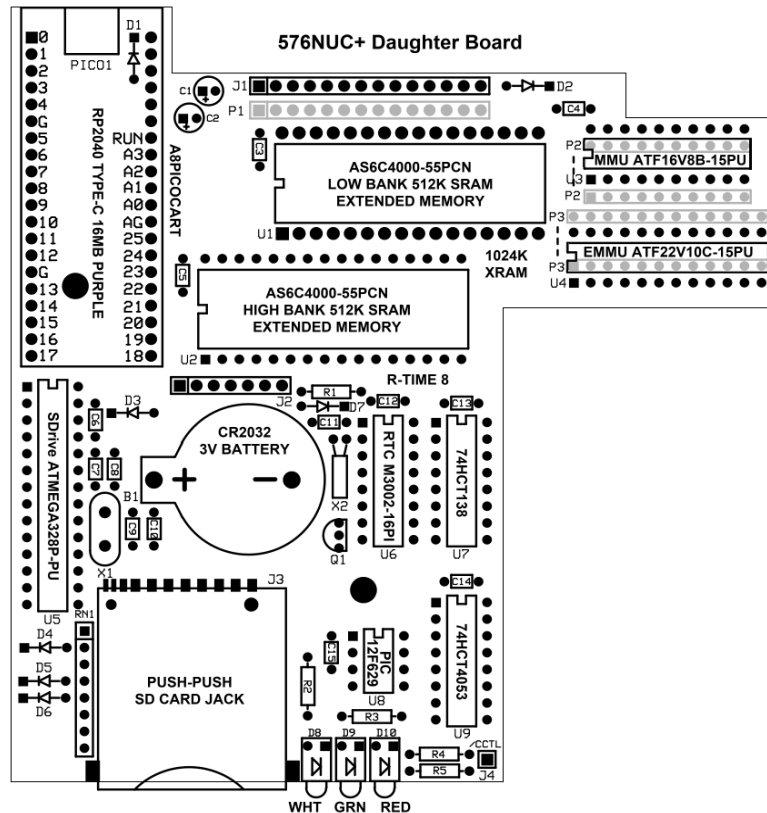 576NUC+ Daughter Board
PICO1
D1
0
1
2
3
4
G
5
6
7
8
9
10
11
12
G
13
14
15
16
17
RUN
A3
A2
A1
A0
AG
25
24
23
22
21
20
19
18
RP2040 TYPE-C 16MB PURPLE
A8PICOCART
C1
C2
J1
P1
D2
C4
C3
AS6C4000-55PCN
LOW BANK 512K SRAM
EXTENDED MEMORY
U1
P2
MMU ATF16V8B-15PU
U3
P2
P3
EMMU ATF22V10C-15PU
P3
U4
1024K
XRAM
C5
AS6C4000-55PCN
HIGH BANK 512K SRAM
EXTENDED MEMORY
U2
R-TIME 8
J2
R1
D7
C11
C12
C13
SDrive ATMEGA328P-PU
U5
C6
D3
C7
C8
CR2032
3V BATTERY
+
−
B1
C9
C10
X1
X2
Q1
RTC M3002-16PI
U6
74HCT138
U7
J3
RN1
D4
D5
D6
PUSH-PUSH
SD CARD JACK
C14
74HCT4053
U9
C15
PIC
12F629
U8
R2
R3
D8
D9
D10
R4
R5
CCTL
J4
WHT
GRN
RED